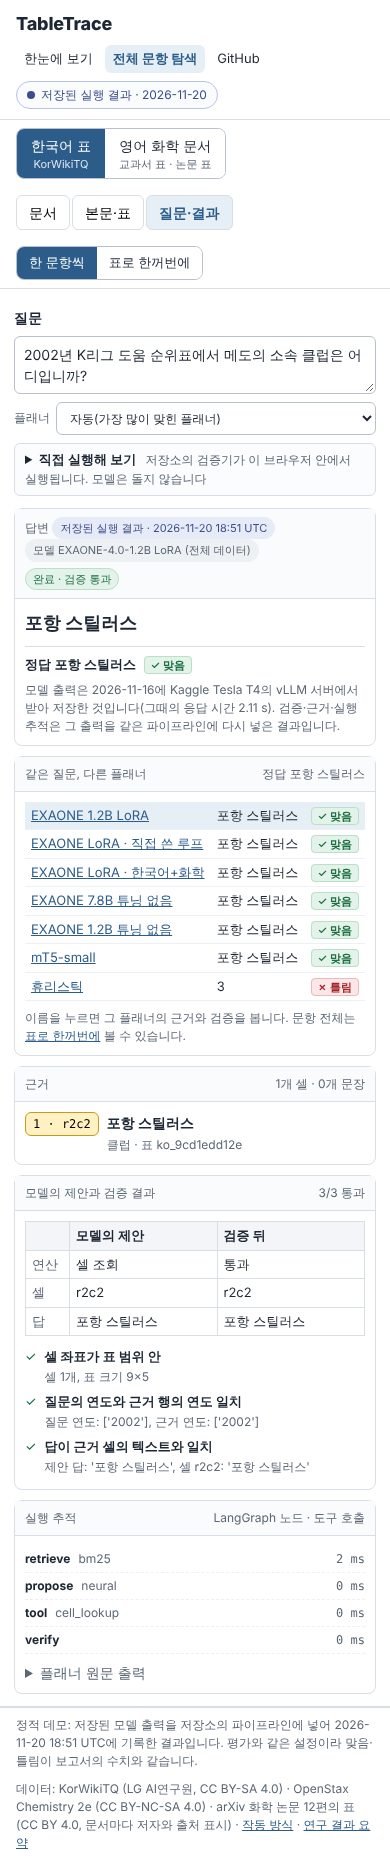 TableTrace
한눈에 보기 전체 문항 탐색 GitHub
저장된 실행 결과 · 2026-11-20
한국어 표 영어 화학 문서
KorWikiTQ 교과서 표 · 논문 표
문서 본문·표 질문·결과
한 문항씩 표로 한꺼번에
질문
2002년 K리그 도움 순위표에서 메도의 소속 클럽은 어
디입니까?
플래너 자동(가장 많이 맞힌 플래너)
▶ 직접 실행해 보기 저장소의 검증기가 이 브라우저 안에서
실행됩니다. 모델은 돌지 않습니다
답변 저장된 실행 결과 · 2026-11-20 18:51 UTC
모델 EXAONE-4.0-1.2B LoRA (전체 데이터)
완료 · 검증 통과
포항 스틸러스
정답 포항 스틸러스 ✓ 맞음
모델 출력은 2026-11-16에 Kaggle Tesla T4의 vLLM 서버에서
받아 저장한 것입니다(그때의 응답 시간 2.11 s). 검증·근거·실행
추적은 그 출력을 같은 파이프라인에 다시 넣은 결과입니다.
같은 질문, 다른 플래너 정답 포항 스틸러스
EXAONE 1.2B LoRA 포항 스틸러스 ✓ 맞음
EXAONE LoRA · 직접 쓴 루프 포항 스틸러스 ✓ 맞음
EXAONE LoRA · 한국어+화학 포항 스틸러스 ✓ 맞음
EXAONE 7.8B 튜닝 없음 포항 스틸러스 ✓ 맞음
EXAONE 1.2B 튜닝 없음 포항 스틸러스 ✓ 맞음
mT5-small 포항 스틸러스 ✓ 맞음
휴리스틱 3 × 틀림
이름을 누르면 그 플래너의 근거와 검증을 봅니다. 문항 전체는
표로 한꺼번에 볼 수 있습니다.
근거 1개 셀 · 0개 문장
1 · r2c2 포항 스틸러스
클럽 · 표 ko_9cd1edd12e
모델의 제안과 검증 결과 3/3 통과
모델의 제안 검증 뒤
연산 셀 조회 통과
셀 r2c2 r2c2
답 포항 스틸러스 포항 스틸러스
✓ 셀 좌표가 표 범위 안
셀 1개, 표 크기 9×5
✓ 질문의 연도와 근거 행의 연도 일치
질문 연도: ['2002'], 근거 연도: ['2002']
✓ 답이 근거 셀의 텍스트와 일치
제안 답: '포항 스틸러스', 셀 r2c2: '포항 스틸러스'
실행 추적 LangGraph 노드 · 도구 호출
retrieve bm25 2 ms
propose neural 0 ms
tool cell_lookup 0 ms
verify 0 ms
▶ 플래너 원문 출력
정적 데모: 저장된 모델 출력을 저장소의 파이프라인에 넣어 2026-
11-20 18:51 UTC에 기록한 결과입니다. 평가와 같은 설정이라 맞음·
틀림이 보고서의 수치와 같습니다.
데이터: KorWikiTQ (LG AI연구원, CC BY-SA 4.0) · OpenStax
Chemistry 2e (CC BY-NC-SA 4.0) · arXiv 화학 논문 12편의 표
(CC BY 4.0, 문서마다 저자와 출처 표시) · 작동 방식 · 연구 결과 요
약